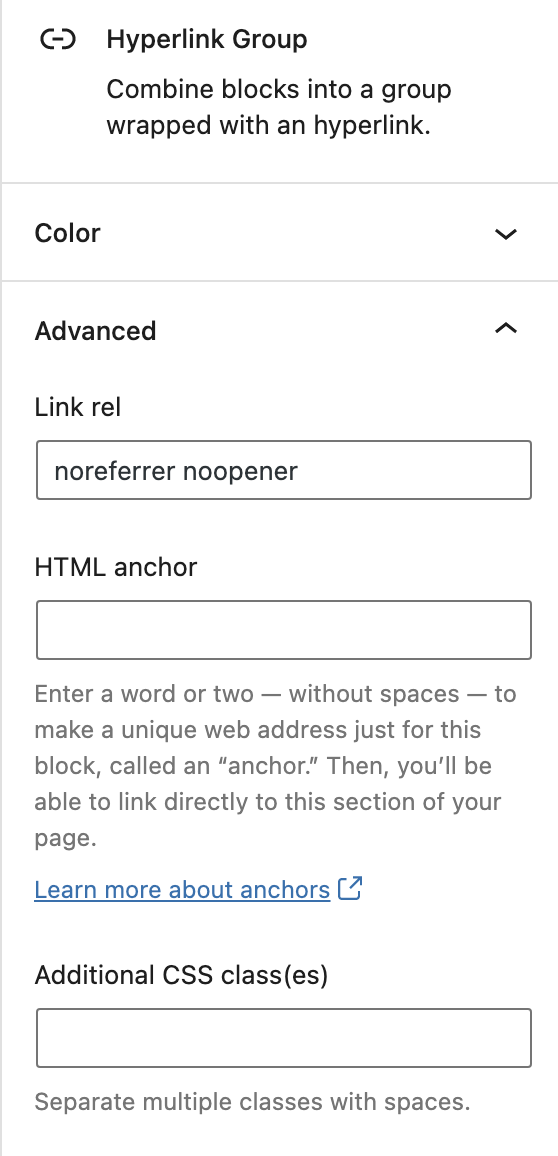 Hyperlink Group
Combine blocks into a group
wrapped with an hyperlink.
Color
Advanced
Link rel
noreferrer noopener
HTML anchor
Enter a word or two — without spaces — to
make a unique web address just for this
block, called an “anchor.” Then, you’ll be
able to link directly to this section of your
page.
Learn more about anchors
Additional CSS class(es)
Separate multiple classes with spaces.